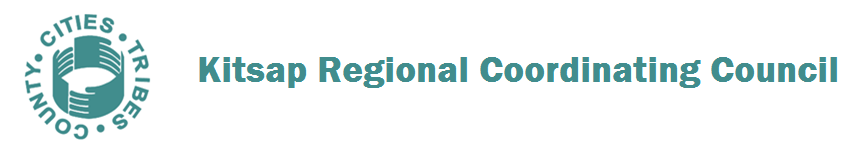 CITIES • TRIBES • COUNTY •
Kitsap Regional Coordinating Council